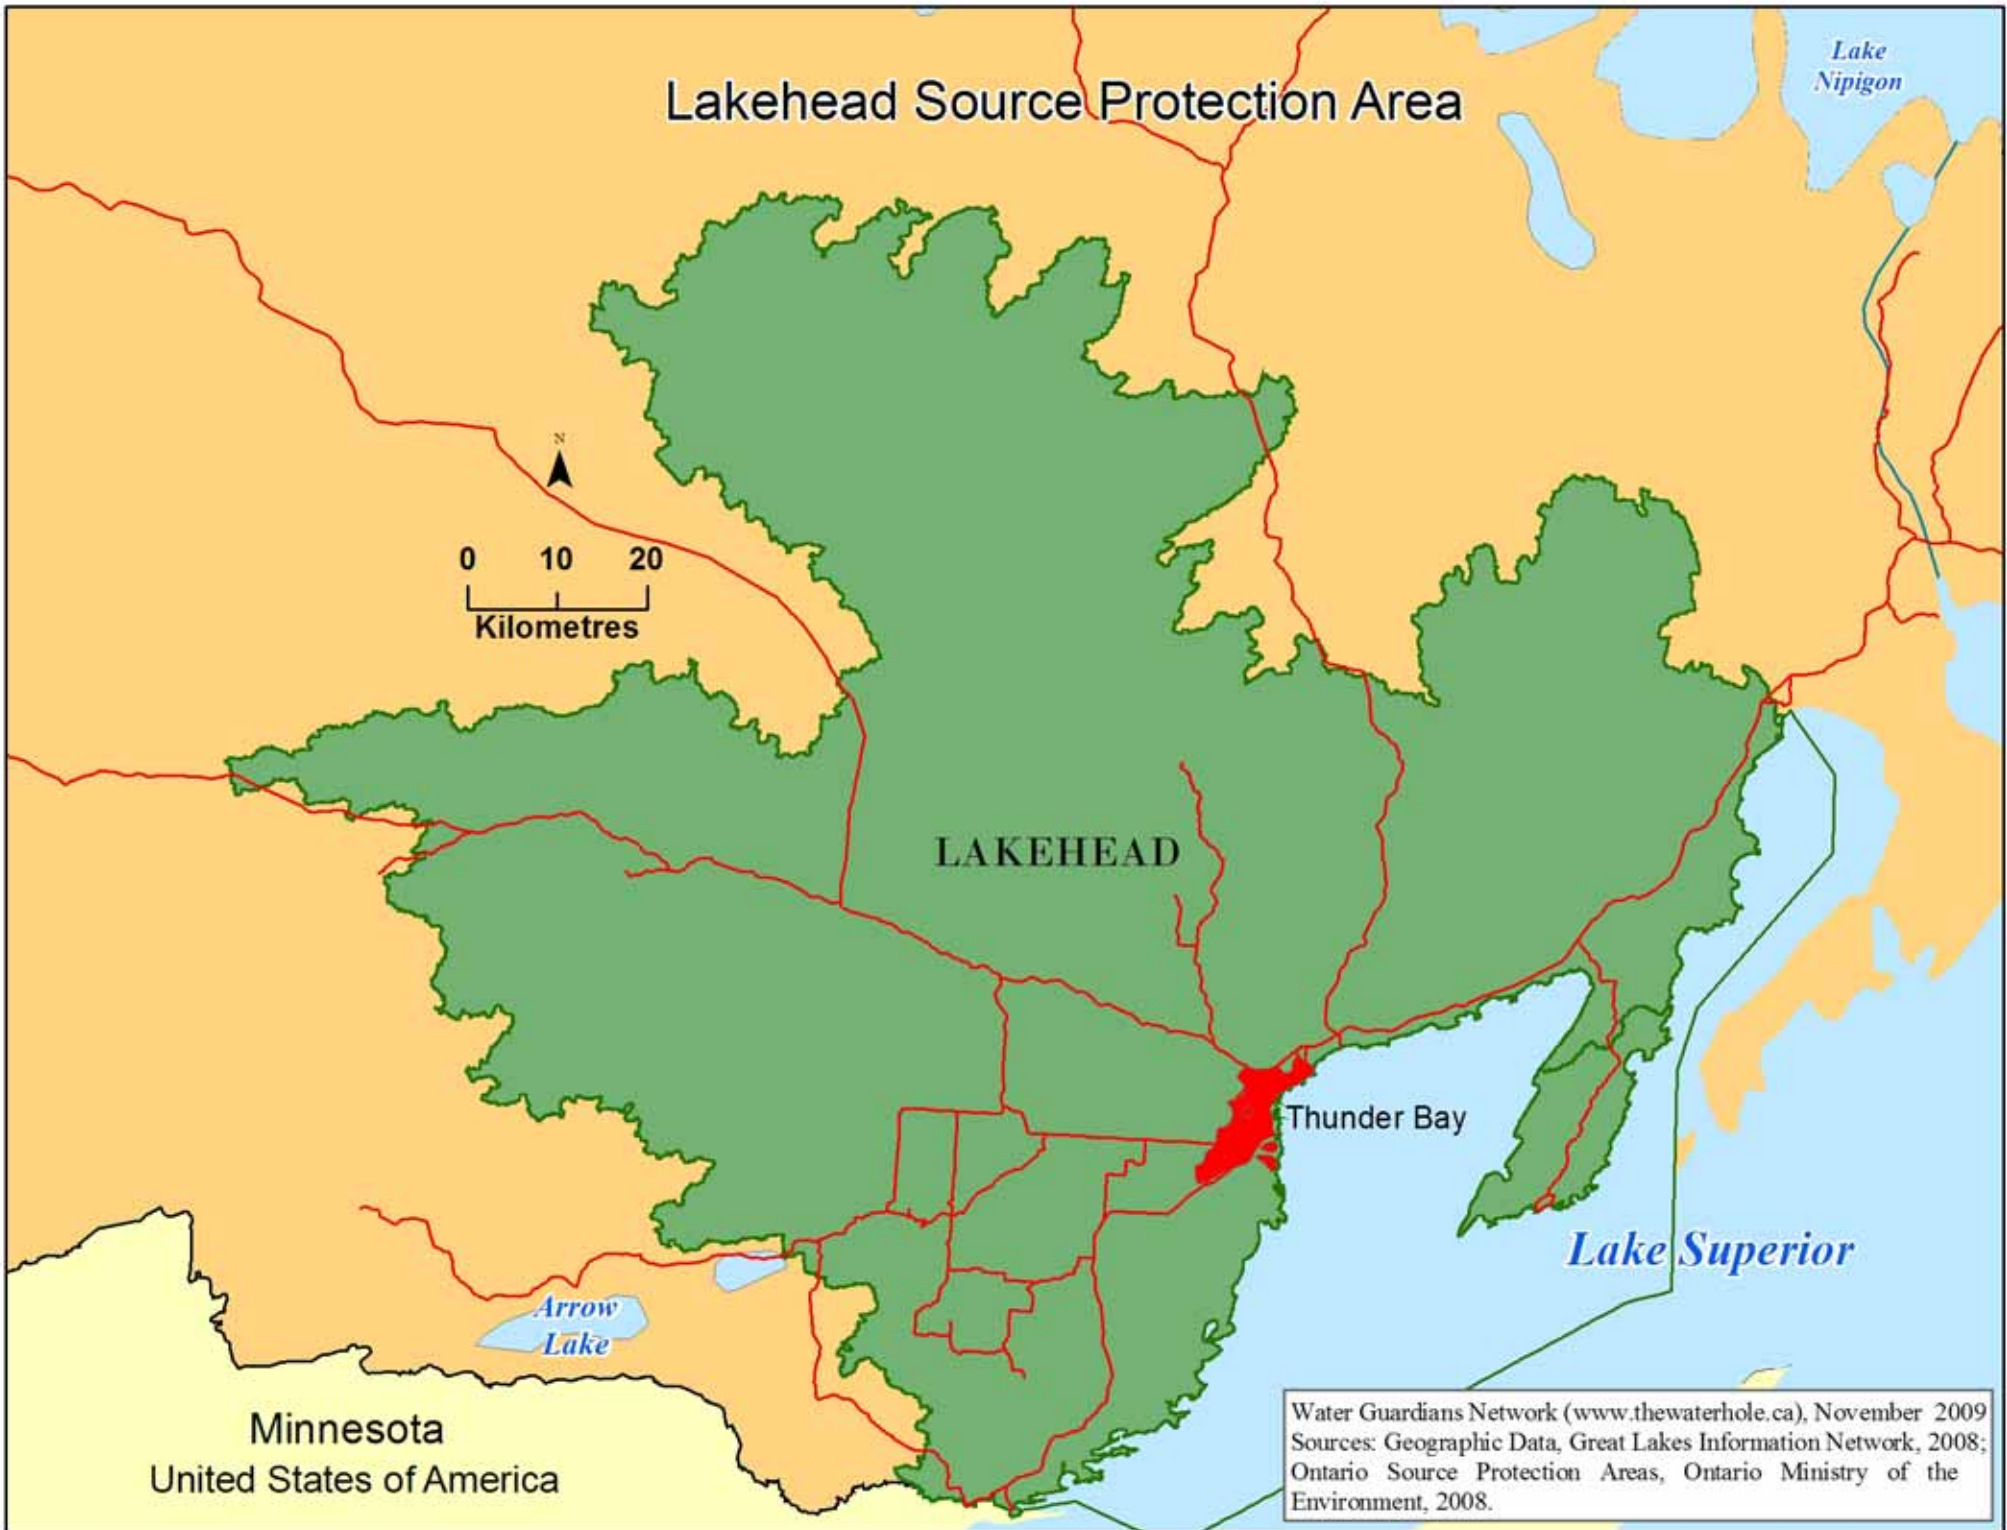 Lake
Nipigon
Lakehead Source Protection Area
N
0 10 20
Kilometres
LAKEHEAD
Thunder Bay
Lake Superior
Arrow
Lake
Minnesota
United States of America
Water Guardians Network (www.thewaterhole.ca), November 2009
Sources: Geographic Data, Great Lakes Information Network, 2008;
Ontario Source Protection Areas, Ontario Ministry of the
Environment, 2008.